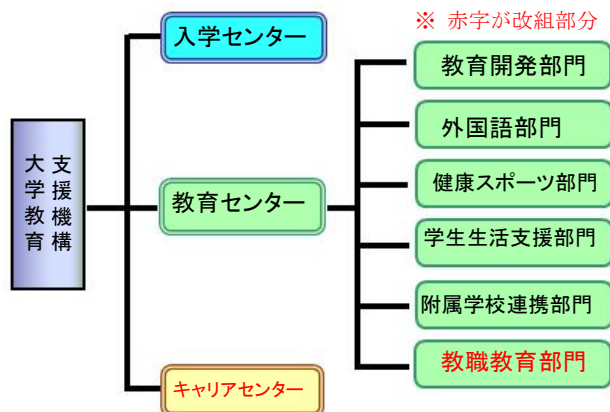 ※ 赤字が改組部分
入学センター
教育開発部門
外国語部門
大学教育
支援機構
教育センター
健康スポーツ部門
学生生活支援部門
附属学校連携部門
教職教育部門
キャリアセンター